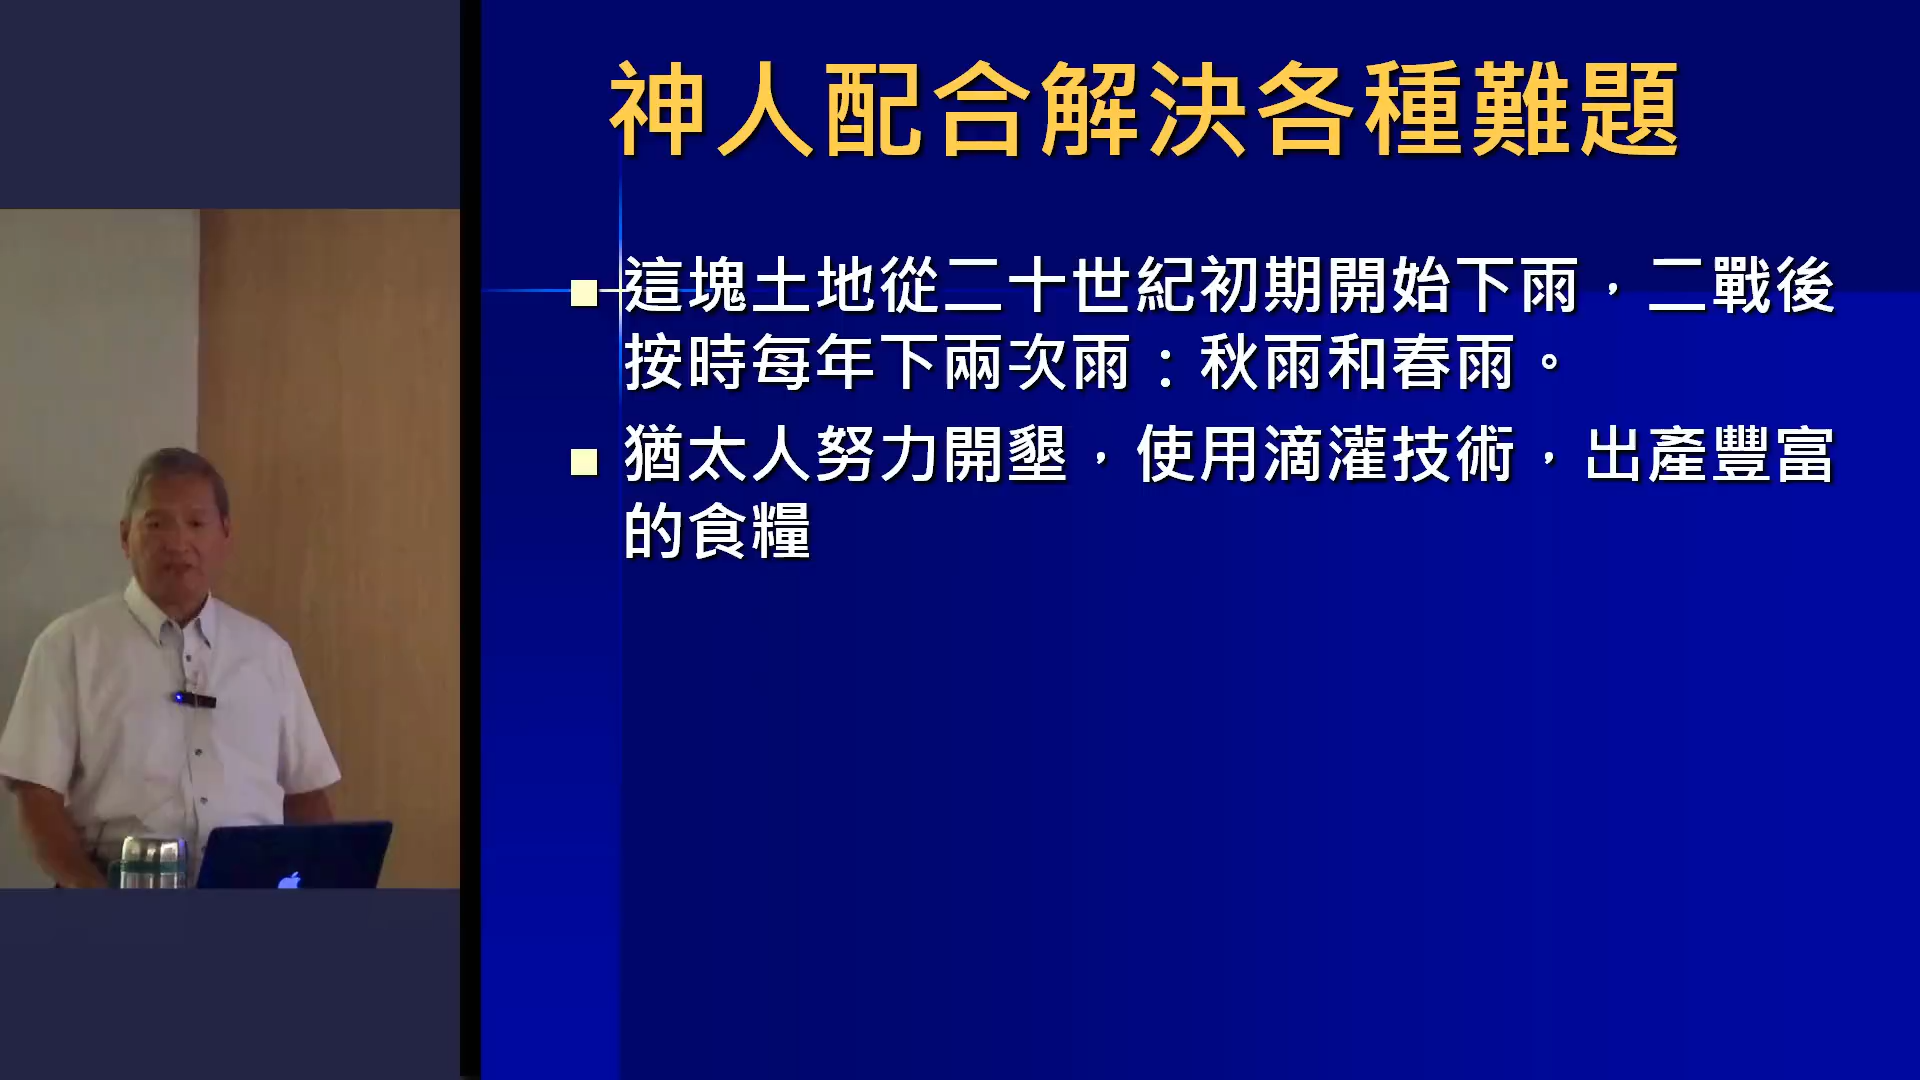 神人配合解決各種難題
這塊土地從二十世紀初期開始下雨，二戰後
按時每年下兩次雨：秋雨和春雨。
猶太人努力開墾，使用滴灌技術，出產豐富
的食糧